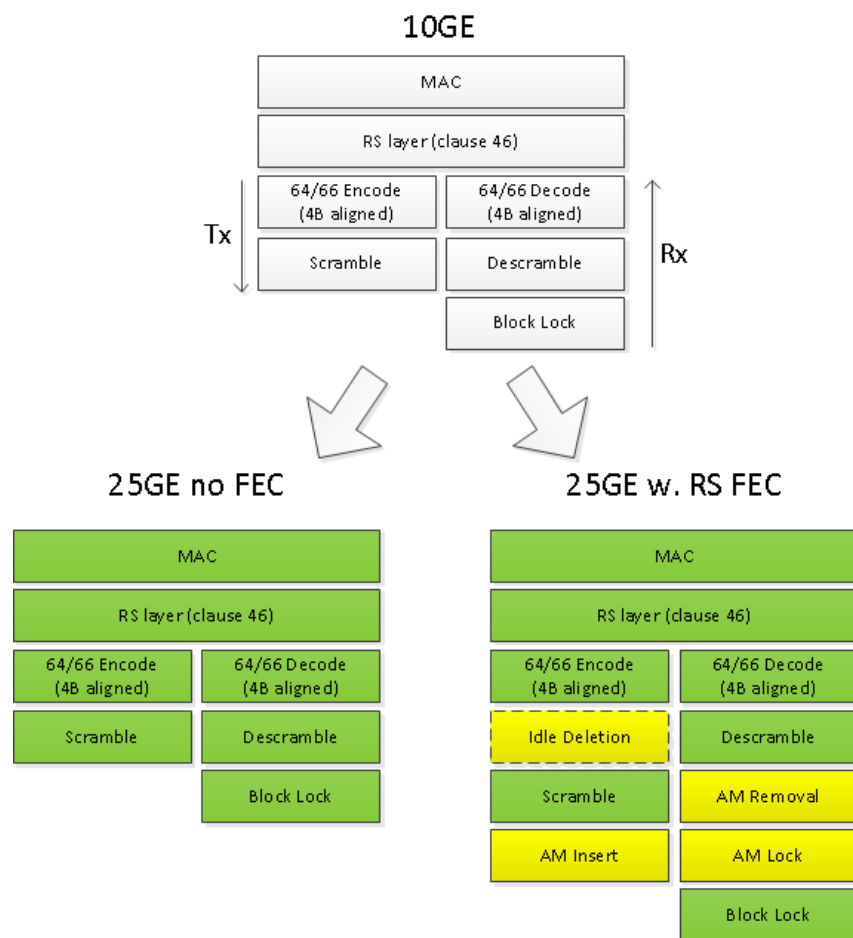 10GE
MAC
RS layer (clause 46)
64/66 Encode
(4B aligned)
64/66 Decode
(4B aligned)
Tx
Scramble
Descramble
Rx
Block Lock
25GE no FEC
MAC
RS layer (clause 46)
64/66 Encode
(4B aligned)
64/66 Decode
(4B aligned)
Scramble
Descramble
Block Lock
25GE w. RS FEC
MAC
RS layer (clause 46)
64/66 Encode
(4B aligned)
64/66 Decode
(4B aligned)
Idle Deletion
Descramble
Scramble
AM Removal
AM Insert
AM Lock
Block Lock